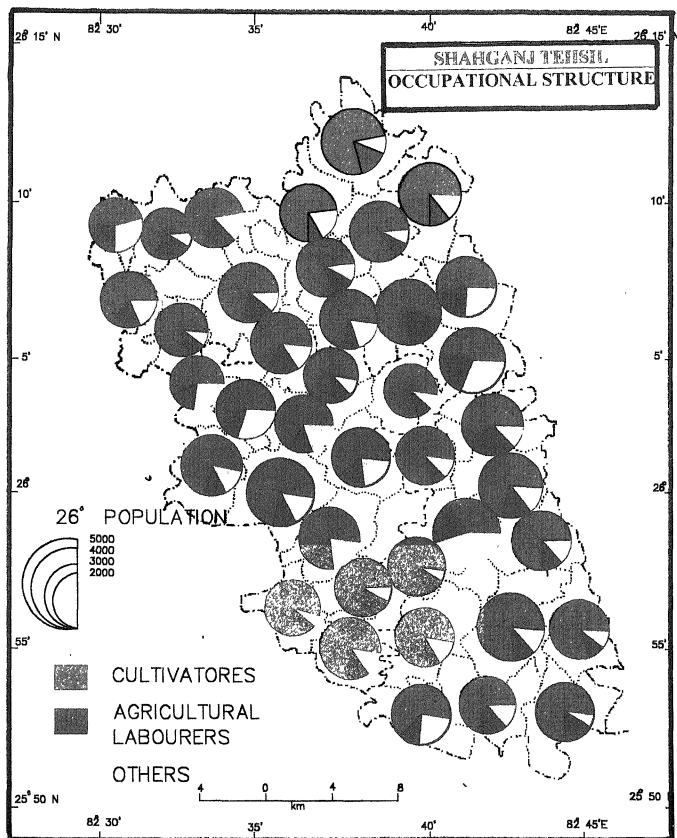 82 30'
35'
40'
82 45'E
26 15' N
26 15'
SHAHGANJ TEHSIL
OCCUPATIONAL STRUCTURE
10'
10'
5'
5'
26
26
26° POPULATION
5000
4000
3000
2000
55'
55'
CULTIVATORES
AGRICULTURAL
LABOURERS
OTHERS
4 0 4 8
km
25 50 N
25 50
82 30'
35'
40'
82 45'E